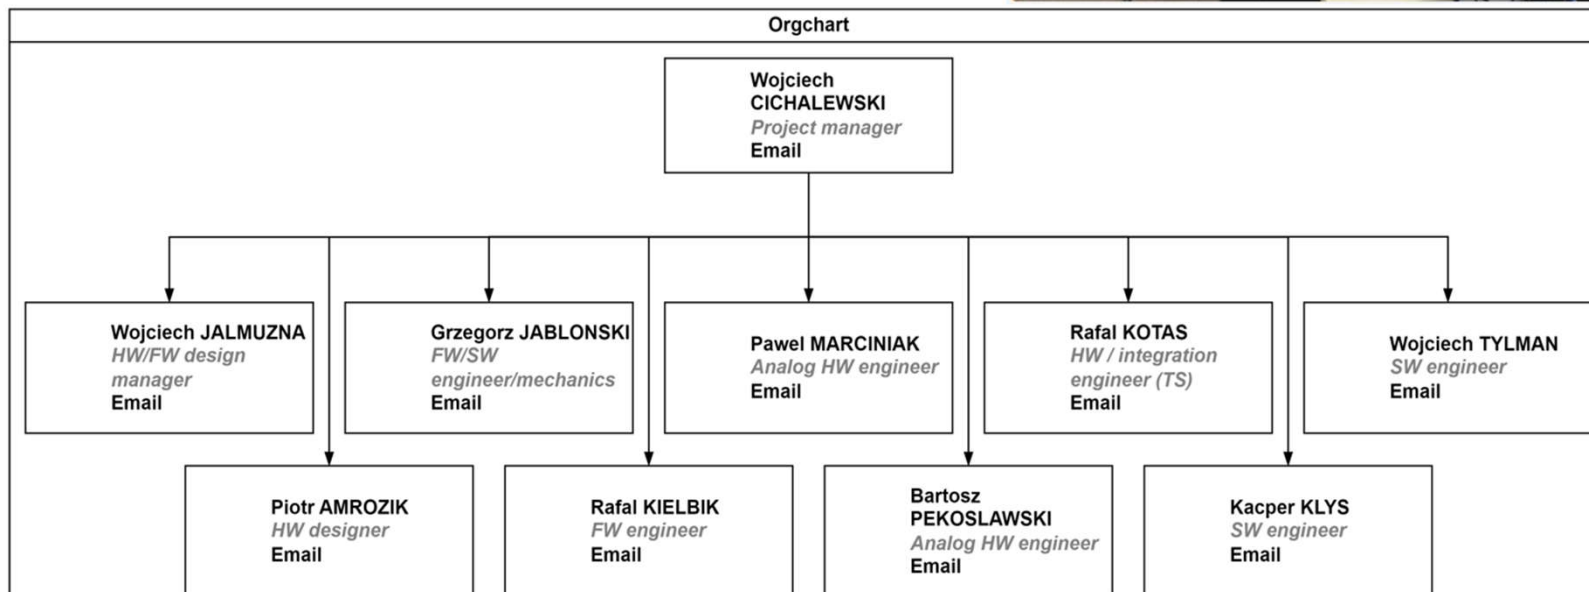 Orgchart
Wojciech
CICHALEWSKI
Project manager
Email
Wojciech JALMUZNA
HW/FW design
manager
Email
Grzegorz JABLONSKI
FW/SW
engineer/mechanics
Email
Pawel MARCINIAK
Analog HW engineer
Email
Rafal KOTAS
HW / integration
engineer (TS)
Email
Wojciech TYLMAN
SW engineer
Email
Piotr AMROZIK
HW designer
Email
Rafal KIELBIK
FW engineer
Email
Bartosz
PEKOSLAWSKI
Analog HW engineer
Email
Kacper KLYS
SW engineer
Email